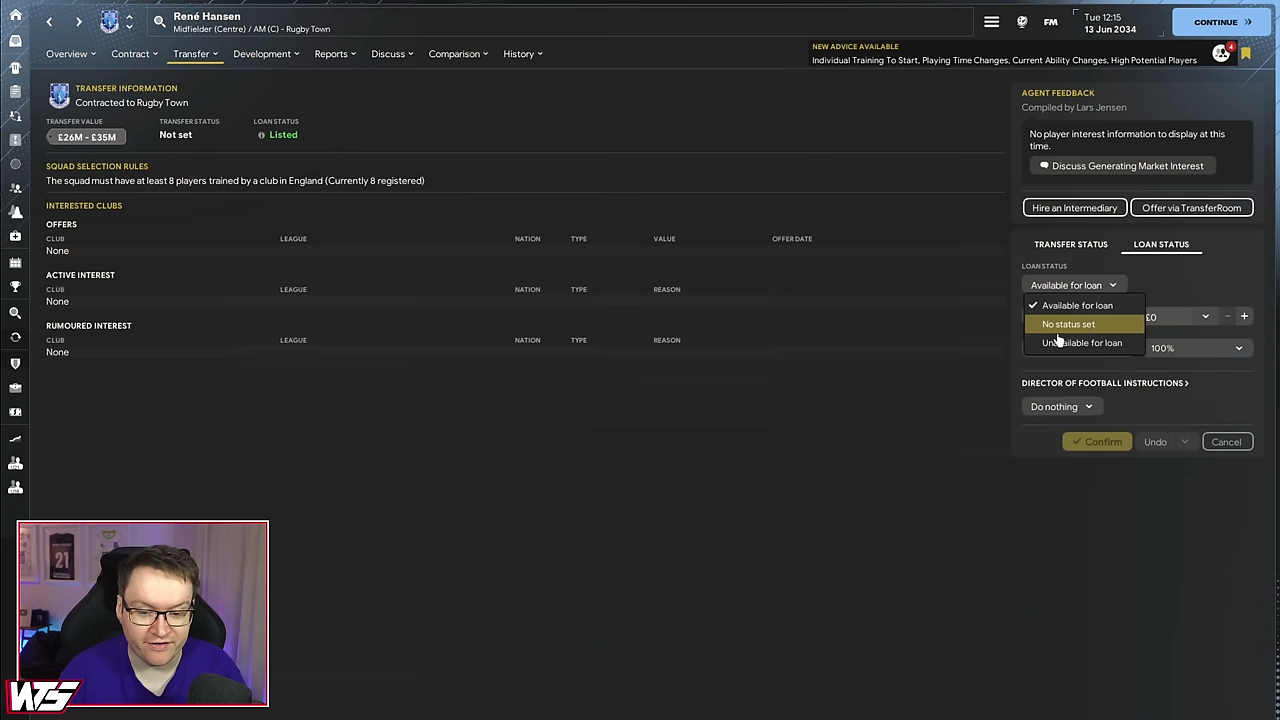 René Hansen
Midfielder (Centre) / AM (C) - Rugby Town
FM
Tue 12:15
13 Jun 2034
CONTINUE
Overview
Contract
Transfer
Development
Reports
Discuss
Comparison
History
NEW ADVICE AVAILABLE
Individual Training To Start, Playing Time Changes, Current Ability Changes, High Potential Players
4
TRANSFER INFORMATION
Contracted to Rugby Town
TRANSFER VALUE
TRANSFER STATUS
LOAN STATUS
£26M - £35M
Not set
Listed
SQUAD SELECTION RULES
The squad must have at least 8 players trained by a club in England (Currently 8 registered)
INTERESTED CLUBS
OFFERS
CLUB LEAGUE NATION TYPE VALUE OFFER DATE
None
ACTIVE INTEREST
CLUB LEAGUE NATION TYPE REASON
None
RUMOURED INTEREST
CLUB LEAGUE NATION TYPE REASON
None
AGENT FEEDBACK
Compiled by Lars Jensen
No player interest information to display at this
time.
Discuss Generating Market Interest
Hire an Intermediary
Offer via TransferRoom
TRANSFER STATUS
LOAN STATUS
LOAN STATUS
Available for loan
Available for loan
No status set
£0
Unavailable for loan
100%
DIRECTOR OF FOOTBALL INSTRUCTIONS >
Do nothing
Confirm
Undo
Cancel
21
WTS